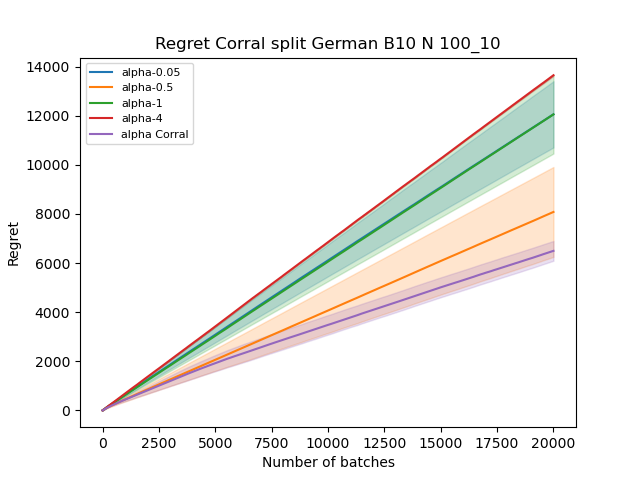 Regret Corral split German B10 N 100_10
alpha-0.05
alpha-0.5
alpha-1
alpha-4
alpha Corral
14000
12000
10000
8000
6000
4000
2000
0
Regret
0 2500 5000 7500 10000 12500 15000 17500 20000
Number of batches